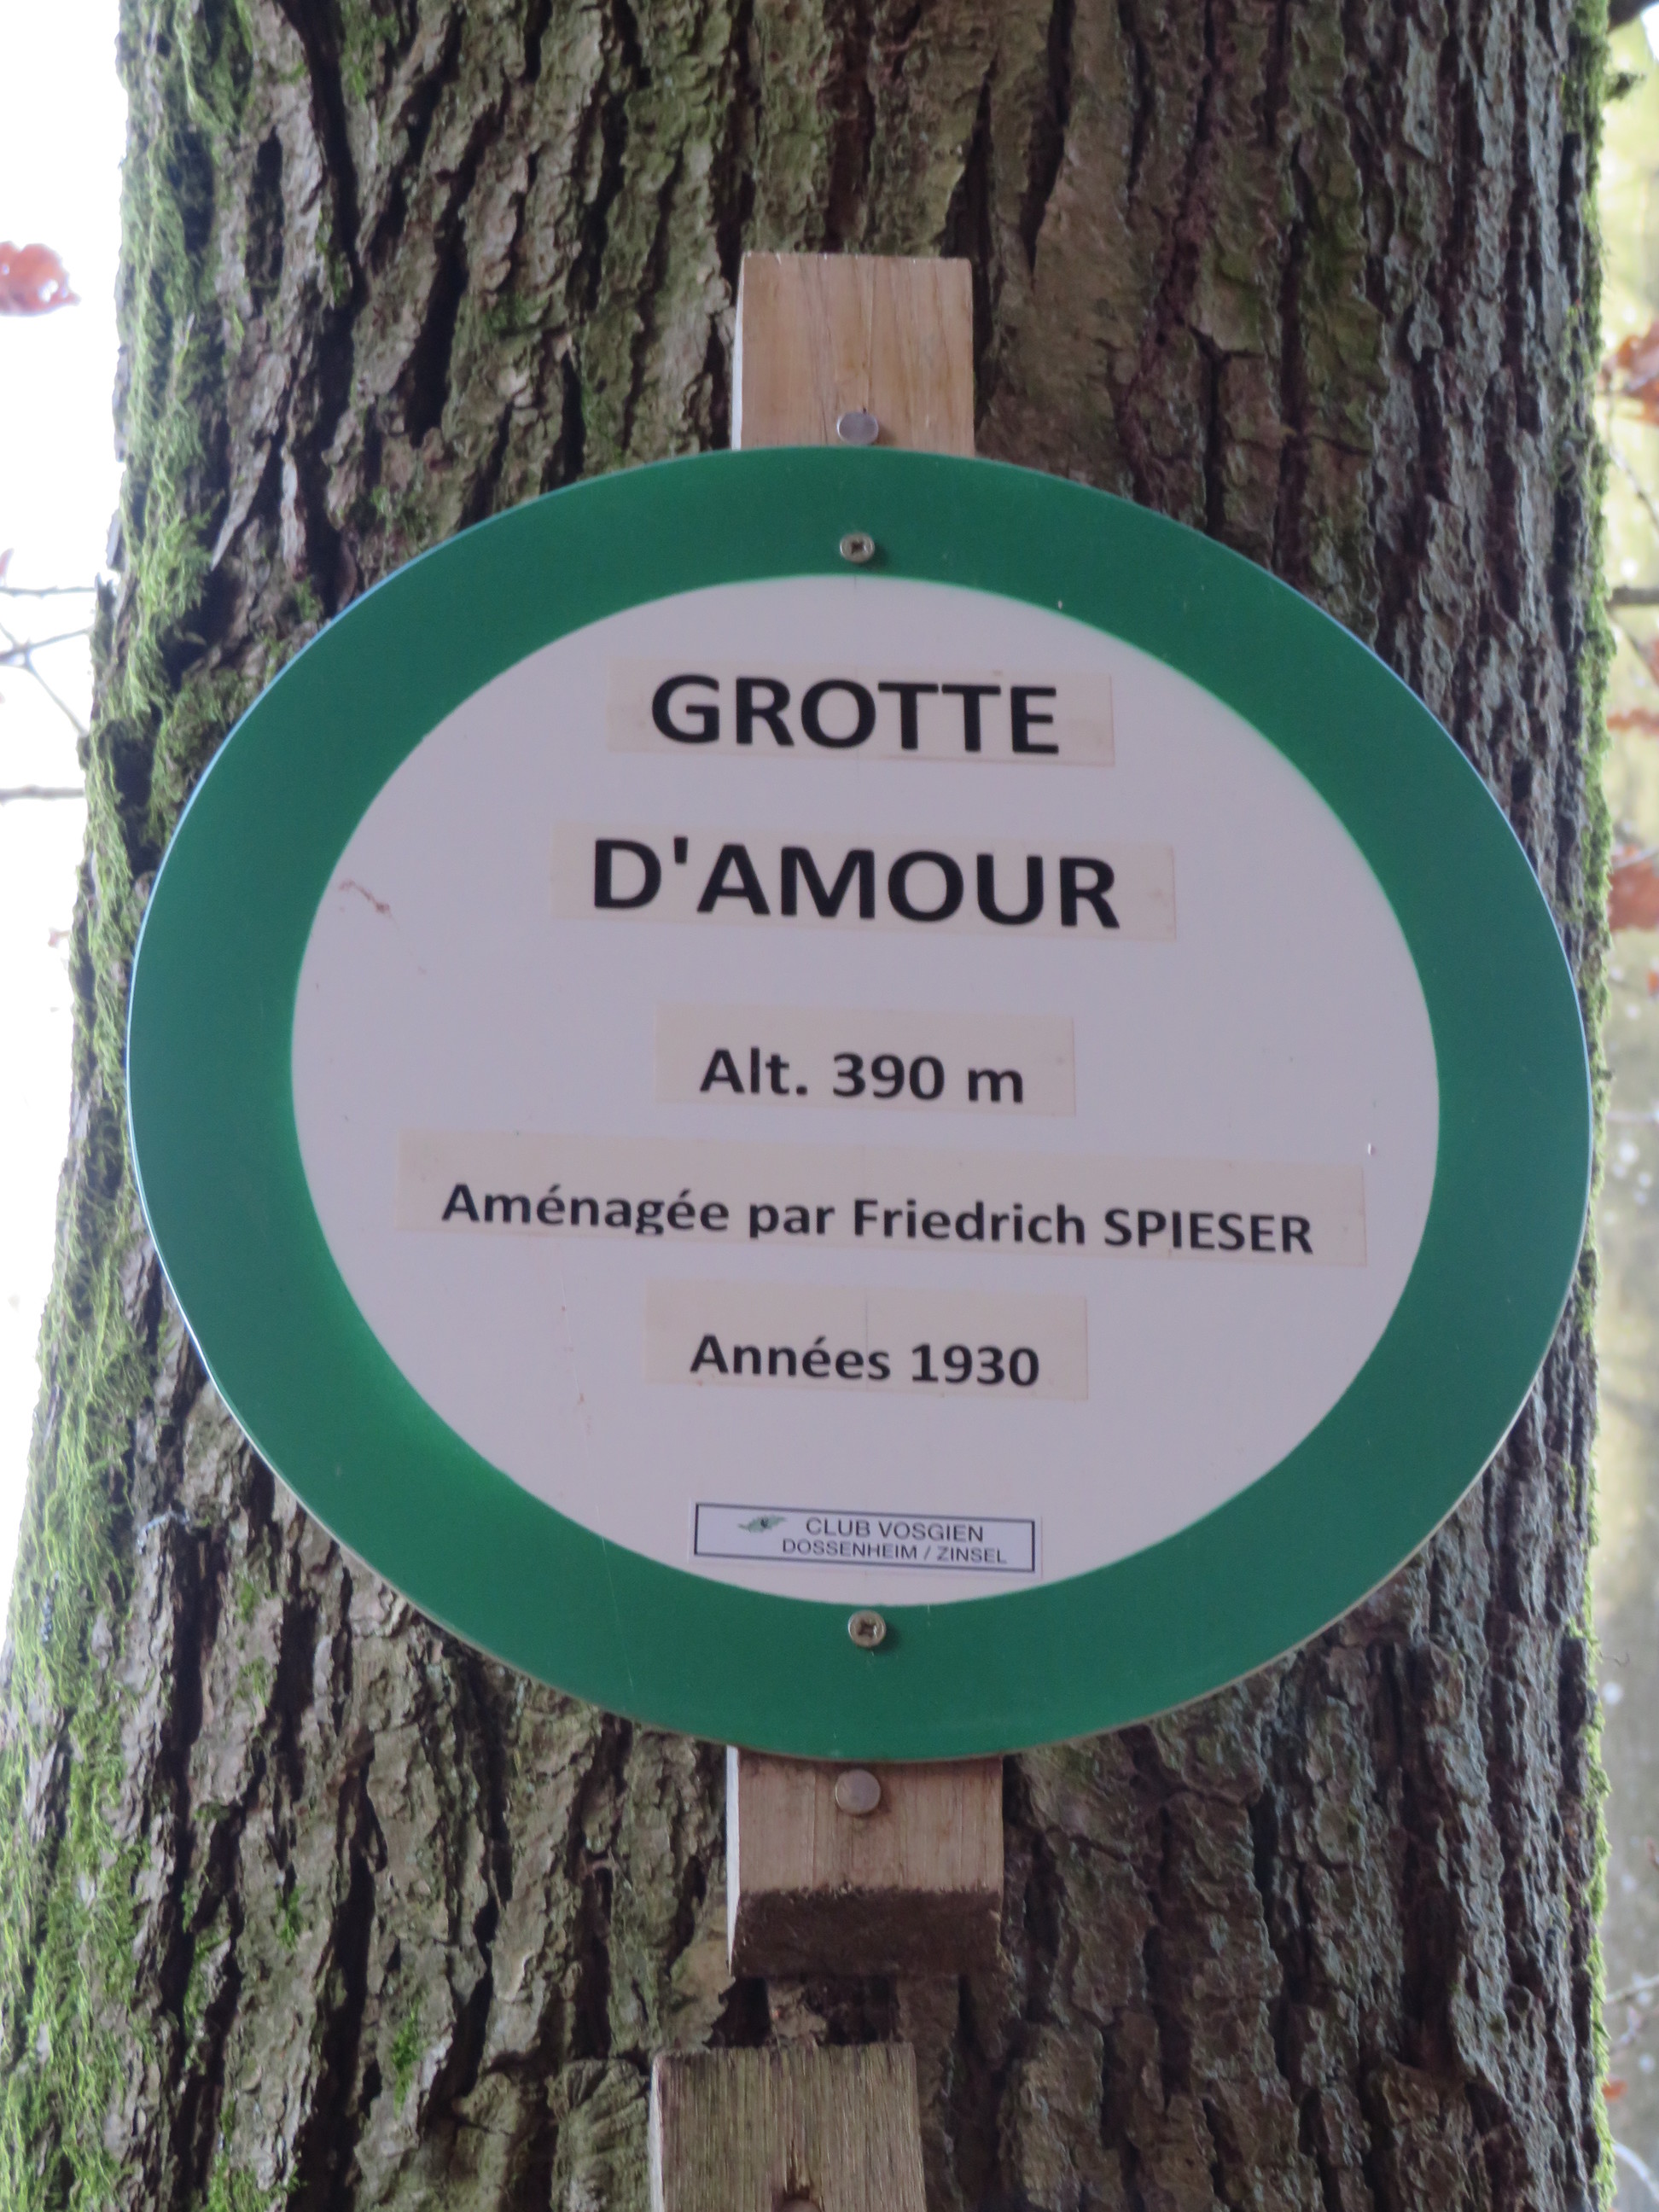 GROTTE
D'AMOUR
Alt. 390 m
Aménagée par Friedrich SPIESER
Années 1930
CLUB VOSGIEN
DOSSENHEIM / ZINSEL